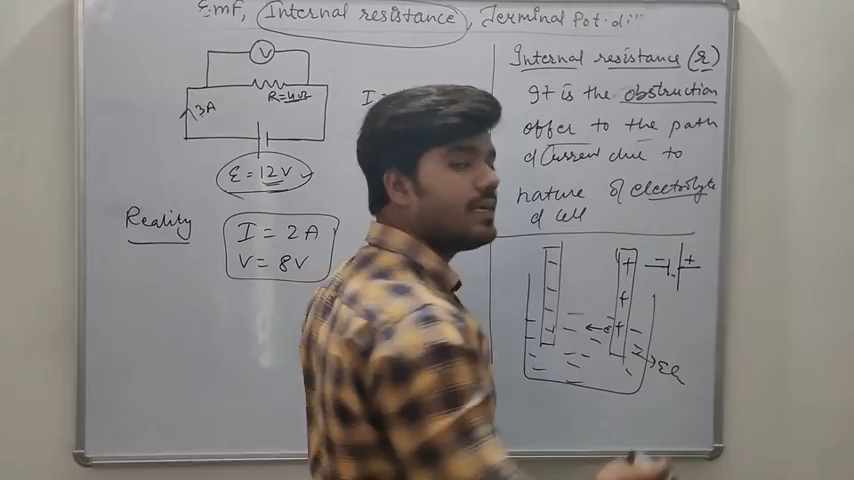 Emf, Internal resistance, Terminal Pot. diff
V
R=4Ω
3A
I =
ε = 12V
Reality
I = 2A
V = 8V
Internal resistance (r)
It is the obstruction
offer to the path
of Current due to
nature of electrolyte
of cell
- +
+
+
e +